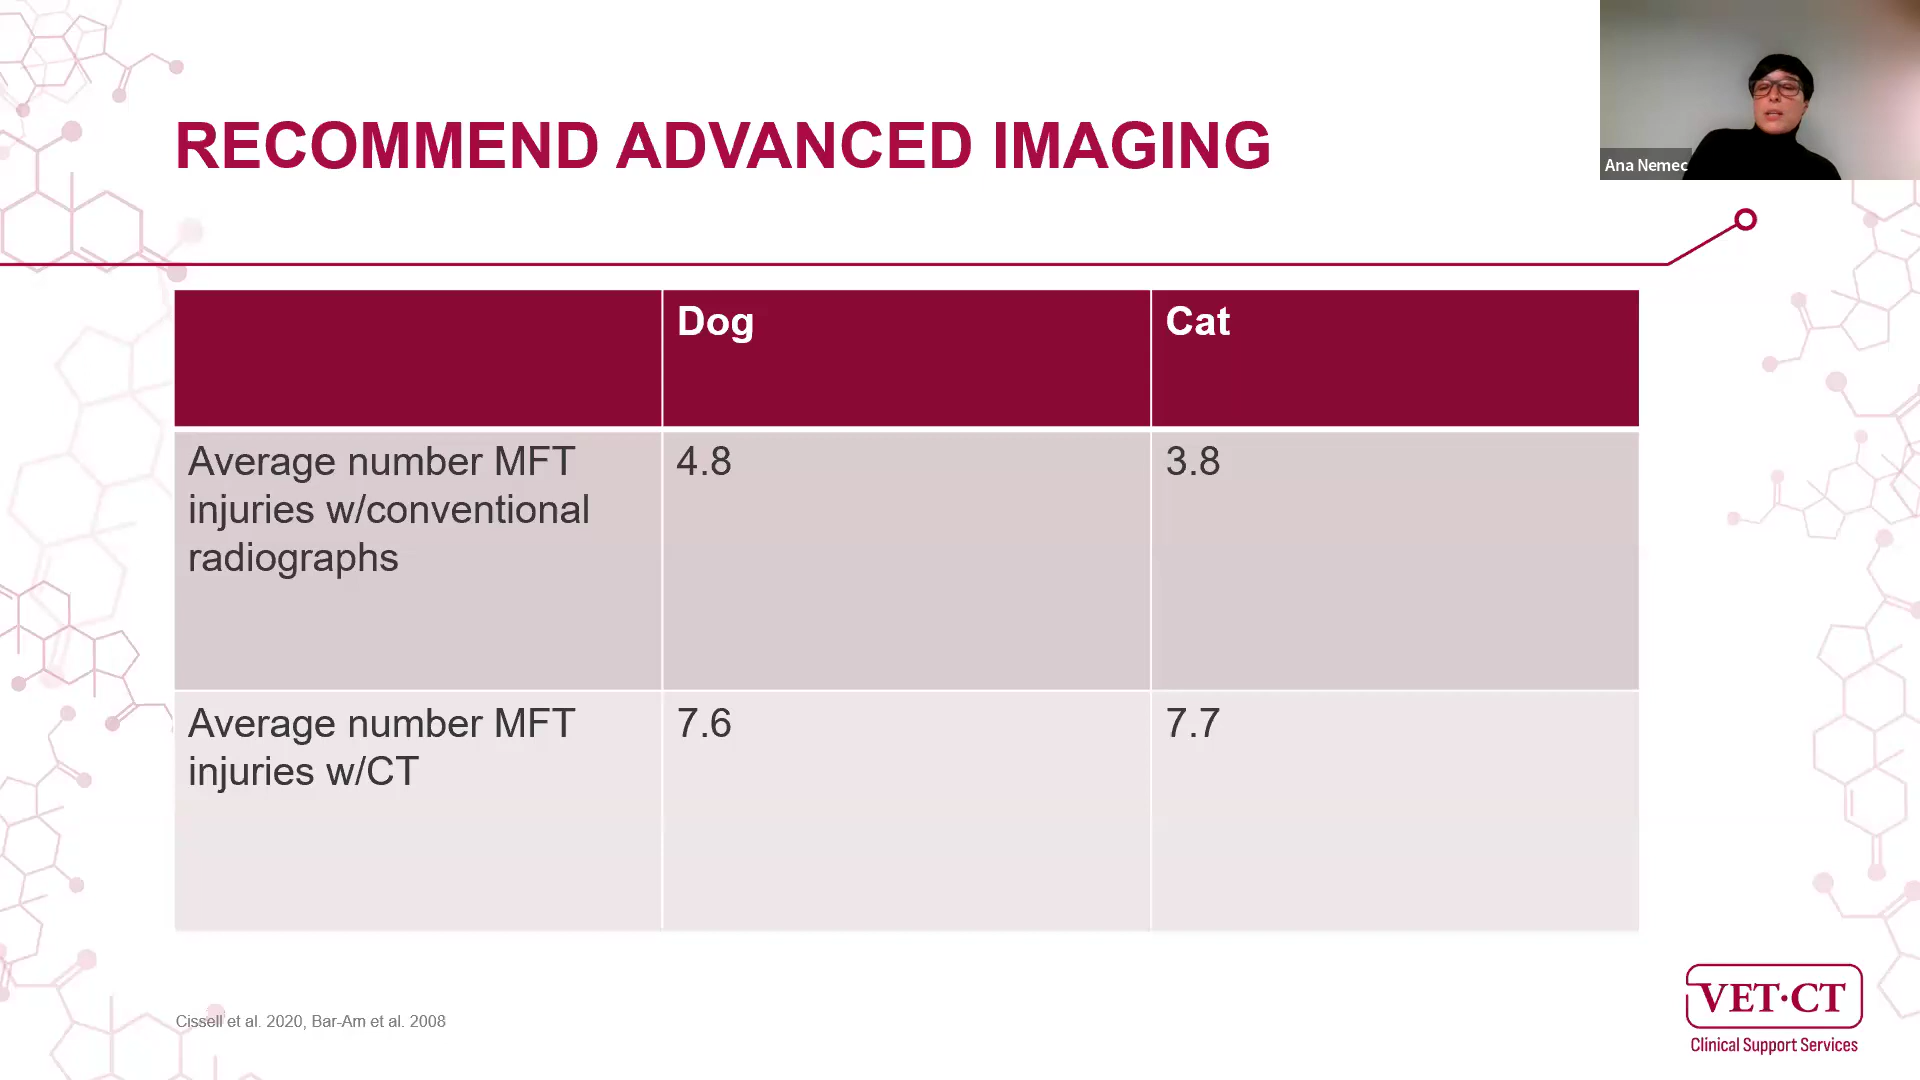 RECOMMEND ADVANCED IMAGING
Ana Nemec
Dog
Cat
Average number MFT
injuries w/conventional
radiographs
4.8
3.8
Average number MFT
injuries w/CT
7.6
7.7
Cissell et al. 2020, Bar-Am et al. 2008
VET·CT
Clinical Support Services